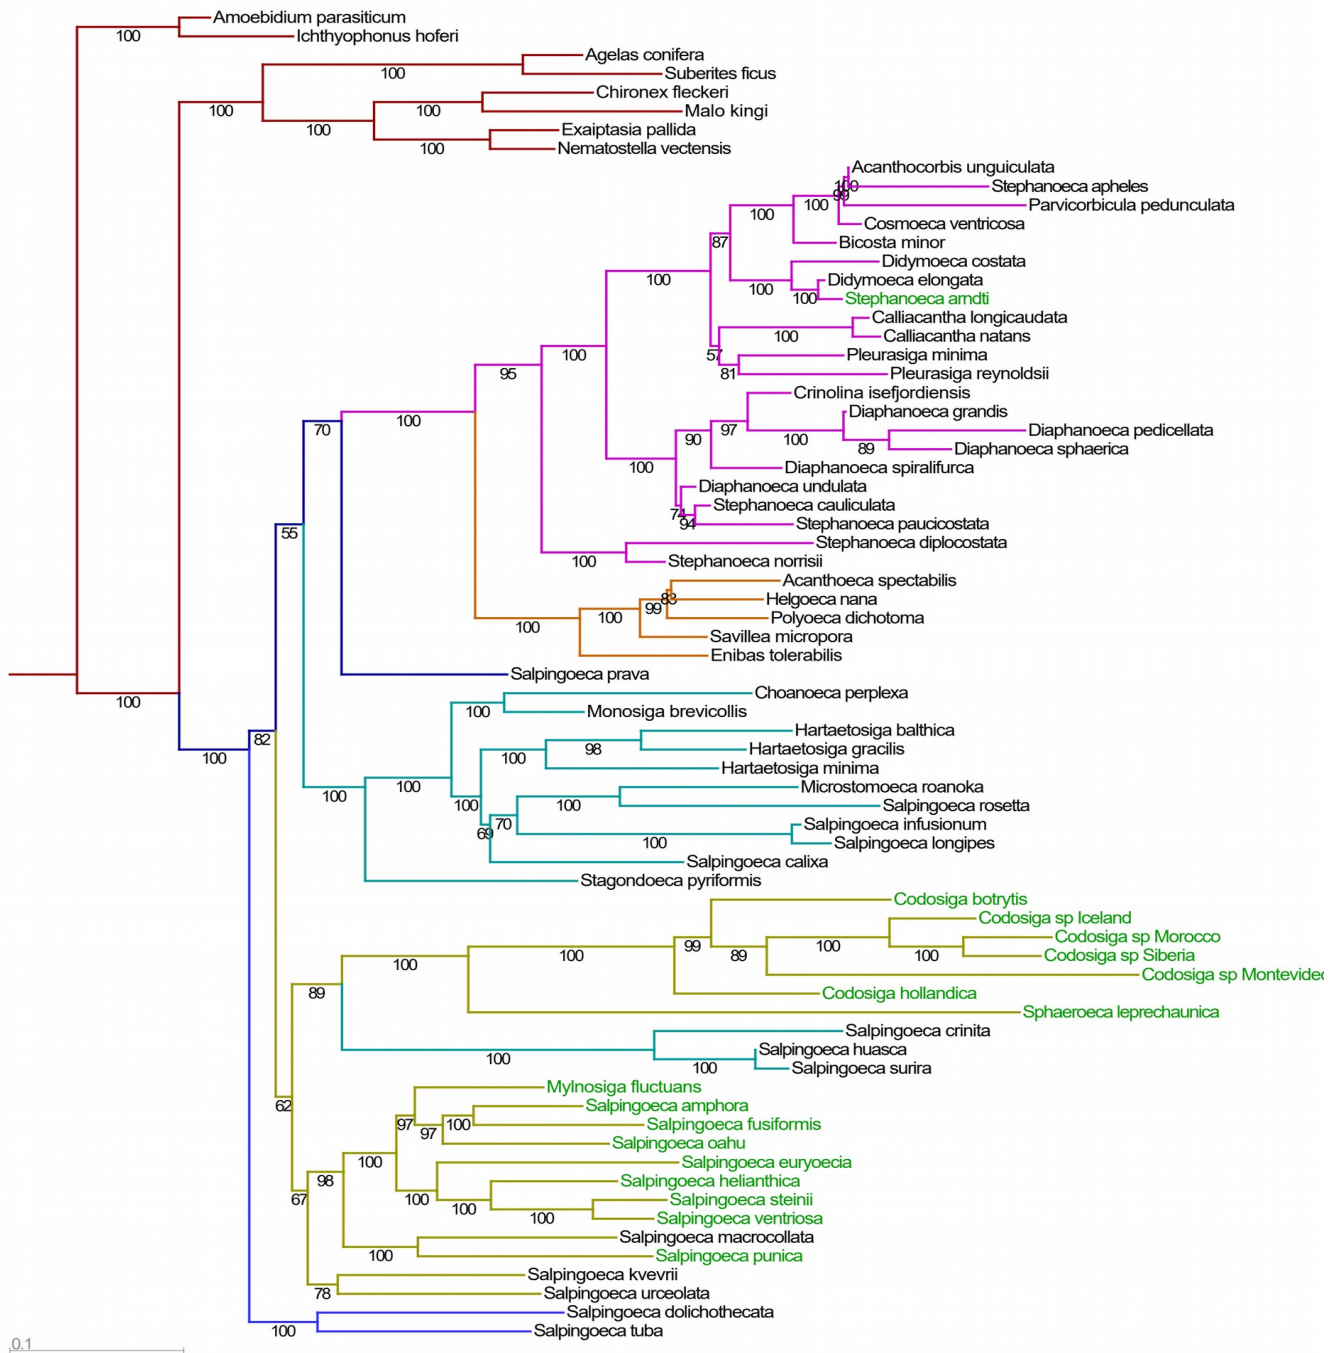 Amoebidium parasiticum
100
Ichthyophonus hoferi
Agelas conifera
100
Suberites ficus
Chironex fleckeri
100
100
Malo kingi
100
Exaiptasia pallida
100
Nematostella vectensis
Acanthocorbis unguiculata
100
Stephanoeca apheles
99
100
Parvicorbicula pedunculata
100
Cosmoeca ventricosa
87
Bicosta minor
Didymoeca costata
100
Didymoeca elongata
100
100
Stephanoeca arndti
Calliacantha longicaudata
100
Calliacantha natans
57
100
Pleurasiga minima
95
81
Pleurasiga reynoldsii
Crinolina isefjordiensis
Diaphanoeca grandis
100
70
90
97
100
Diaphanoeca pedicellata
89
Diaphanoeca sphaerica
100
Diaphanoeca spiralifurca
Diaphanoeca undulata
74
Stephanoeca cauliculata
94
Stephanoeca paucicostata
55
Stephanoeca diplocostata
100
Stephanoeca norrisii
Acanthoeca spectabilis
83
Helgoeca nana
99
100
Polyoeca dichotoma
100
Savillea micropora
Enibas tolerabilis
Salpingoeca prava
100
Choanoeca perplexa
100
Monosiga brevicollis
Hartaetosiga balthica
82
98
Hartaetosiga gracilis
100
100
Hartaetosiga minima
100
Microstomoeca roanoka
100
100
100
Salpingoeca rosetta
70
Salpingoeca infusionum
69
100
Salpingoeca longipes
Salpingoeca calixa
Stagondoeca pyriformis
Codosiga botrytis
Codosiga sp Iceland
99
100
Codosiga sp Morocco
100
89
100
Codosiga sp Siberia
100
Codosiga sp Montevideo
89
Codosiga hollandica
Sphaeroeca leprechaunica
Salpingoeca crinita
100
Salpingoeca huasca
100
Salpingoeca surira
Mylnosiga fluctuans
62
Salpingoeca amphora
97
100
Salpingoeca fusiformis
97
Salpingoeca oahu
100
Salpingoeca euryoecia
98
Salpingoeca helianthica
67
100
100
Salpingoeca steinii
100
Salpingoeca ventriosa
Salpingoeca macrocollata
100
Salpingoeca punica
Salpingoeca kvevrii
78
Salpingoeca urceolata
Salpingoeca dolichothecata
100
Salpingoeca tuba
0.1